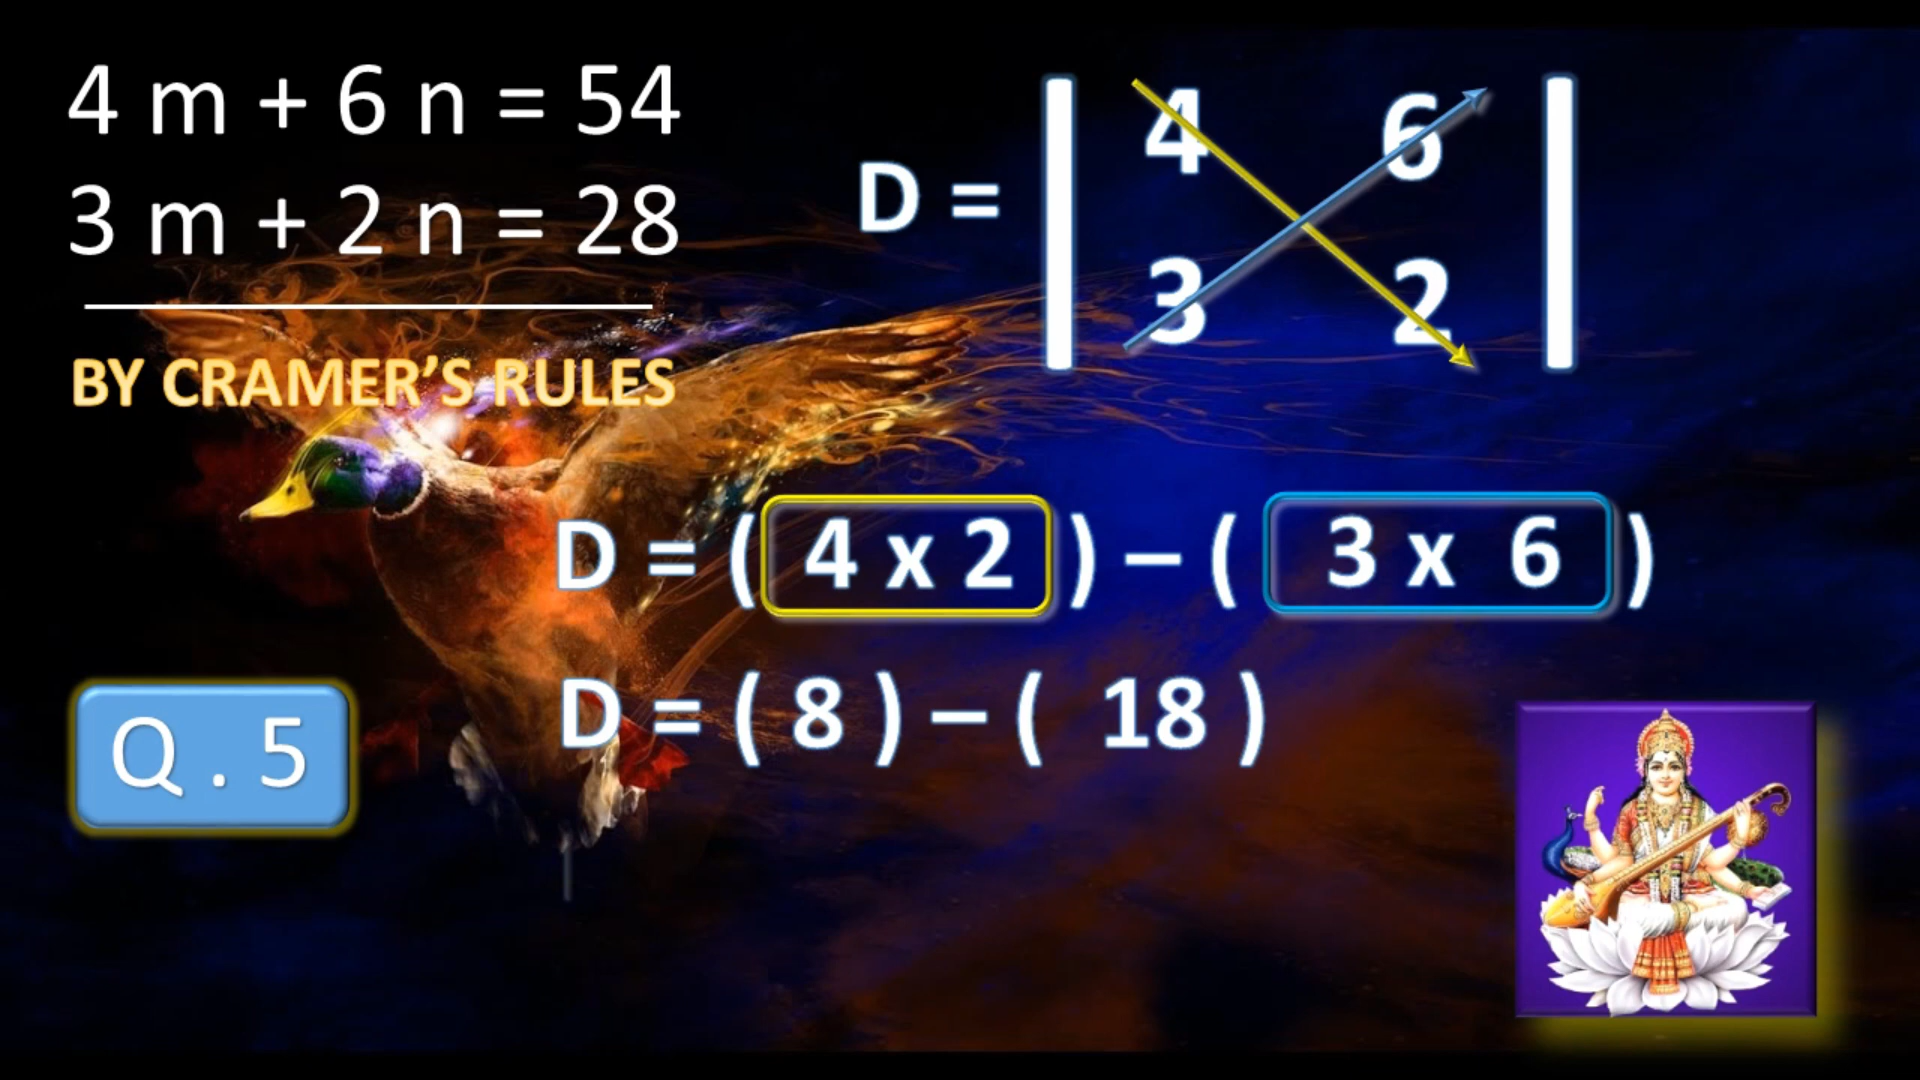 4 m + 6 n = 54
3 m + 2 n = 28
BY CRAMER'S RULES
D =
4 6
3 2
D = ( 4 x 2 ) – ( 3 x 6 )
D = ( 8 ) – ( 18 )
Q . 5